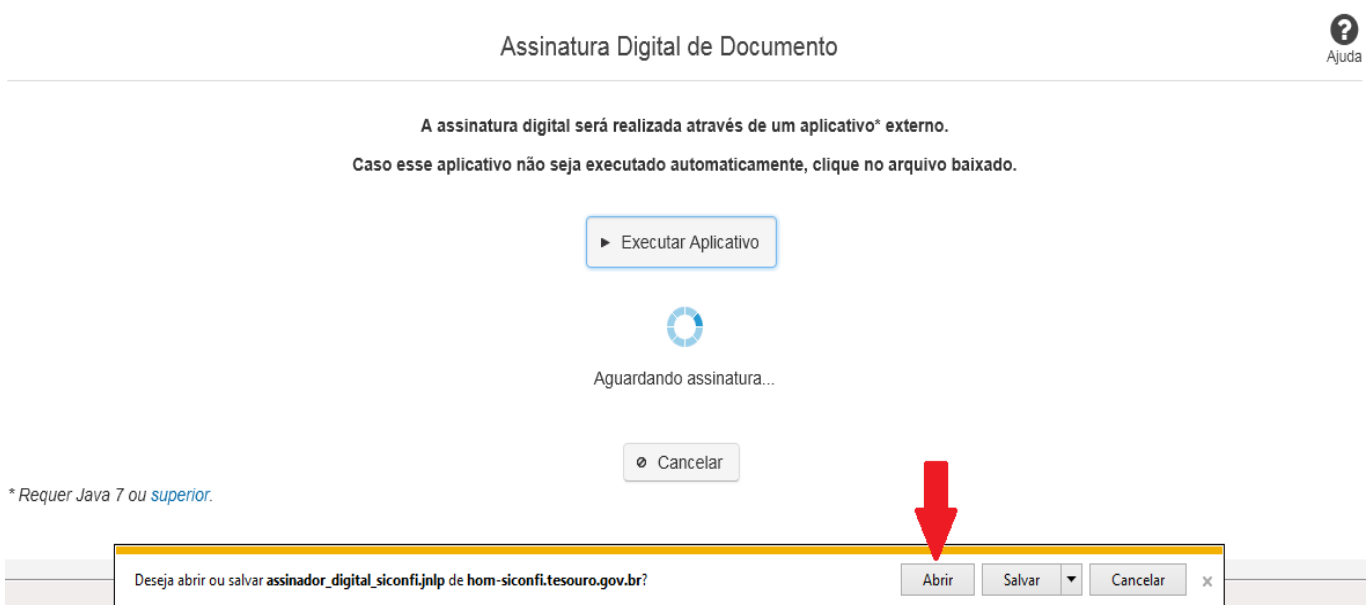 Assinatura Digital de Documento
?
Ajuda
A assinatura digital será realizada através de um aplicativo* externo.
Caso esse aplicativo não seja executado automaticamente, clique no arquivo baixado.
Executar Aplicativo
Aguardando assinatura...
Cancelar
* Requer Java 7 ou superior.
Deseja abrir ou salvar assinador_digital_siconfi.jnlp de hom-siconfi.tesouro.gov.br?
Abrir
Salvar
Cancelar